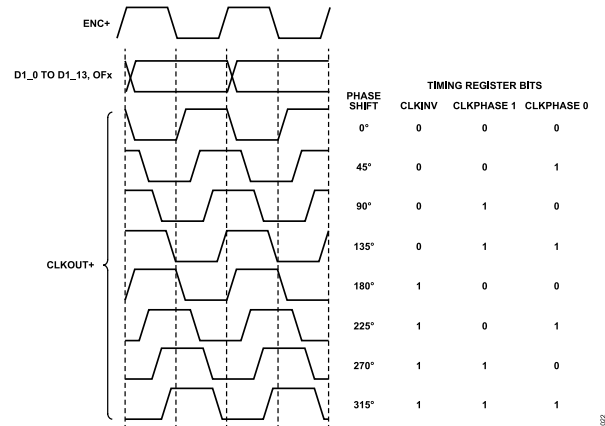 ENC+
D1_0 TO D1_13, OFx
TIMING REGISTER BITS
PHASE SHIFT CLKINV CLKPHASE 1 CLKPHASE 0
0° 0 0 0
45° 0 0 1
90° 0 1 0
135° 0 1 1
CLKOUT+
180° 1 0 0
225° 1 0 1
270° 1 1 0
315° 1 1 1
022